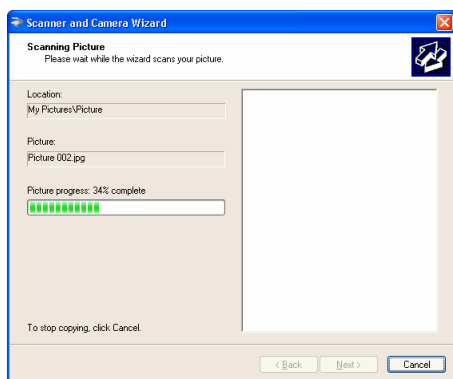 Scanner and Camera Wizard
Scanning Picture
Please wait while the wizard scans your picture.
Location:
My Pictures\Picture
Picture:
Picture 002.jpg
Picture progress: 34% complete
To stop copying, click Cancel.
< Back Next > Cancel